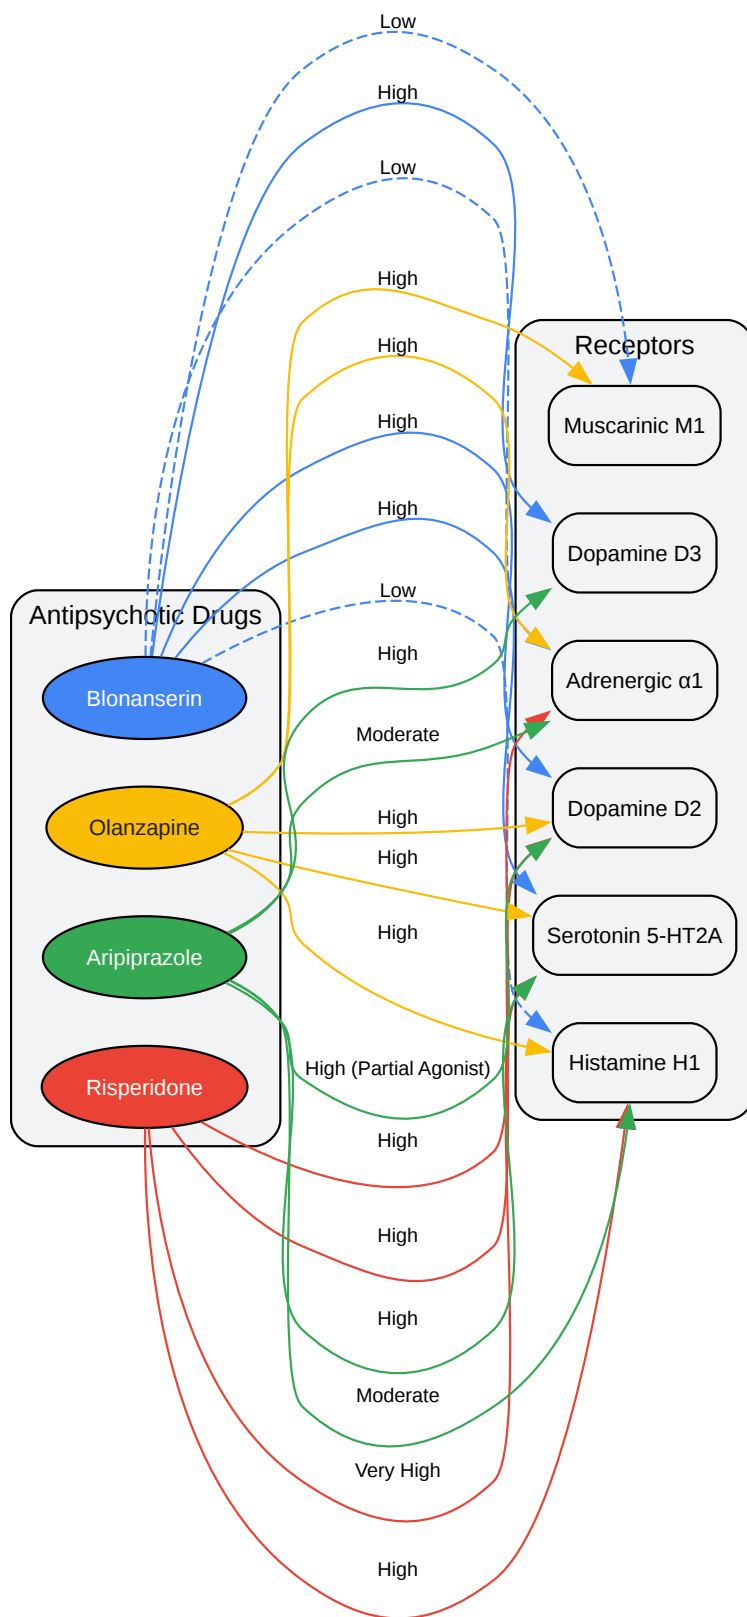 Low
High
Low
High
High
Receptors
Muscarinic M1
High
High
Dopamine D3
Low
Antipsychotic Drugs
High
Adrenergic α1
Blonanserin
Moderate
High
Dopamine D2
Olanzapine
High
High
Serotonin 5-HT2A
Aripiprazole
High (Partial Agonist)
Histamine H1
Risperidone
High
High
High
Moderate
Very High
High